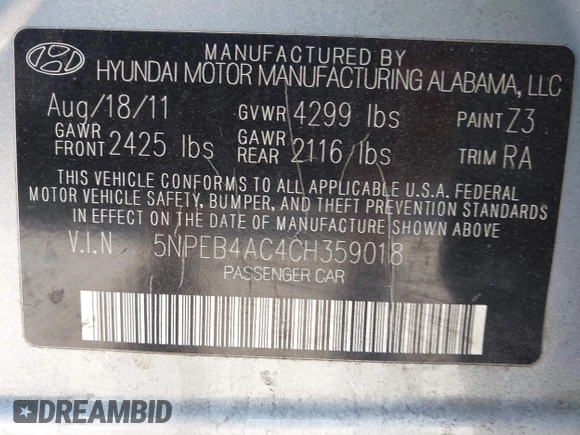 MANUFACTURED BY
HYUNDAI MOTOR MANUFACTURING ALABAMA, LLC
Aug/18/11 GVWR 4299 lbs PAINT Z3
GAWR FRONT 2425 lbs GAWR REAR 2116 lbs TRIM RA
THIS VEHICLE CONFORMS TO ALL APPLICABLE U.S.A. FEDERAL
MOTOR VEHICLE SAFETY, BUMPER, AND THEFT PREVENTION STANDARDS
IN EFFECT ON THE DATE OF MANUFACTURE SHOWN ABOVE
V.I.N 5NPEB4AC4CH359018
PASSENGER CAR
DREAMBID